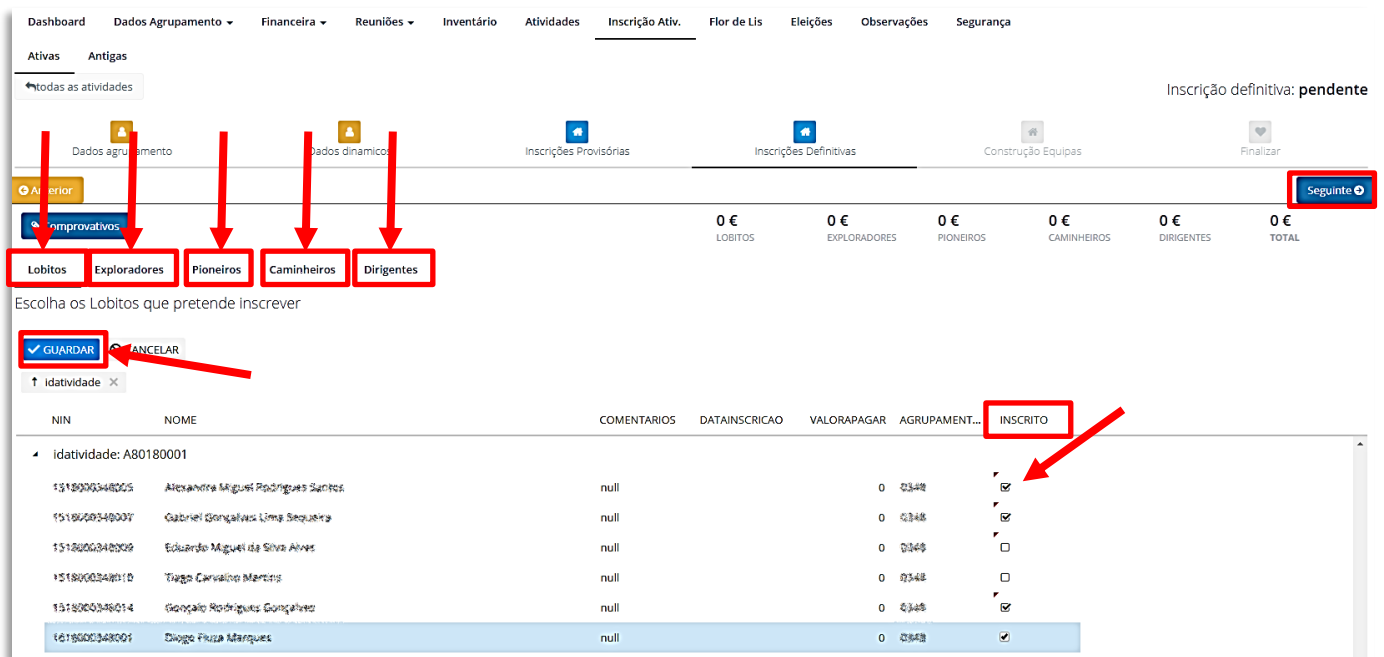 Dashboard Dados Agrupamento Financeira Reuniões Inventário Atividades Inscrição Ativ. Flor de Lis Eleições Observações Segurança
Ativas Antigas
todas as atividades
Inscrição definitiva: pendente
Dados agrupamento Dados dinamicos Inscrições Provisórias Inscrições Definitivas Construção Equipas Finalizar
Anterior Seguinte
Comprovativos 0 € 0 € 0 € 0 € 0 € 0 €
LOBITOS EXPLORADORES PIONEIROS CAMINHEIROS DIRIGENTES TOTAL
Lobitos Exploradores Pioneiros Caminheiros Dirigentes
Escolha os Lobitos que pretende inscrever
GUARDAR CANCELAR
idatividade
NIN NOME COMENTARIOS DATAINSCRICAO VALORAPAGAR AGRUPAMENT... INSCRITO
idatividade: A80180001
null 0
null 0
null 0
null 0
null 0
null 0